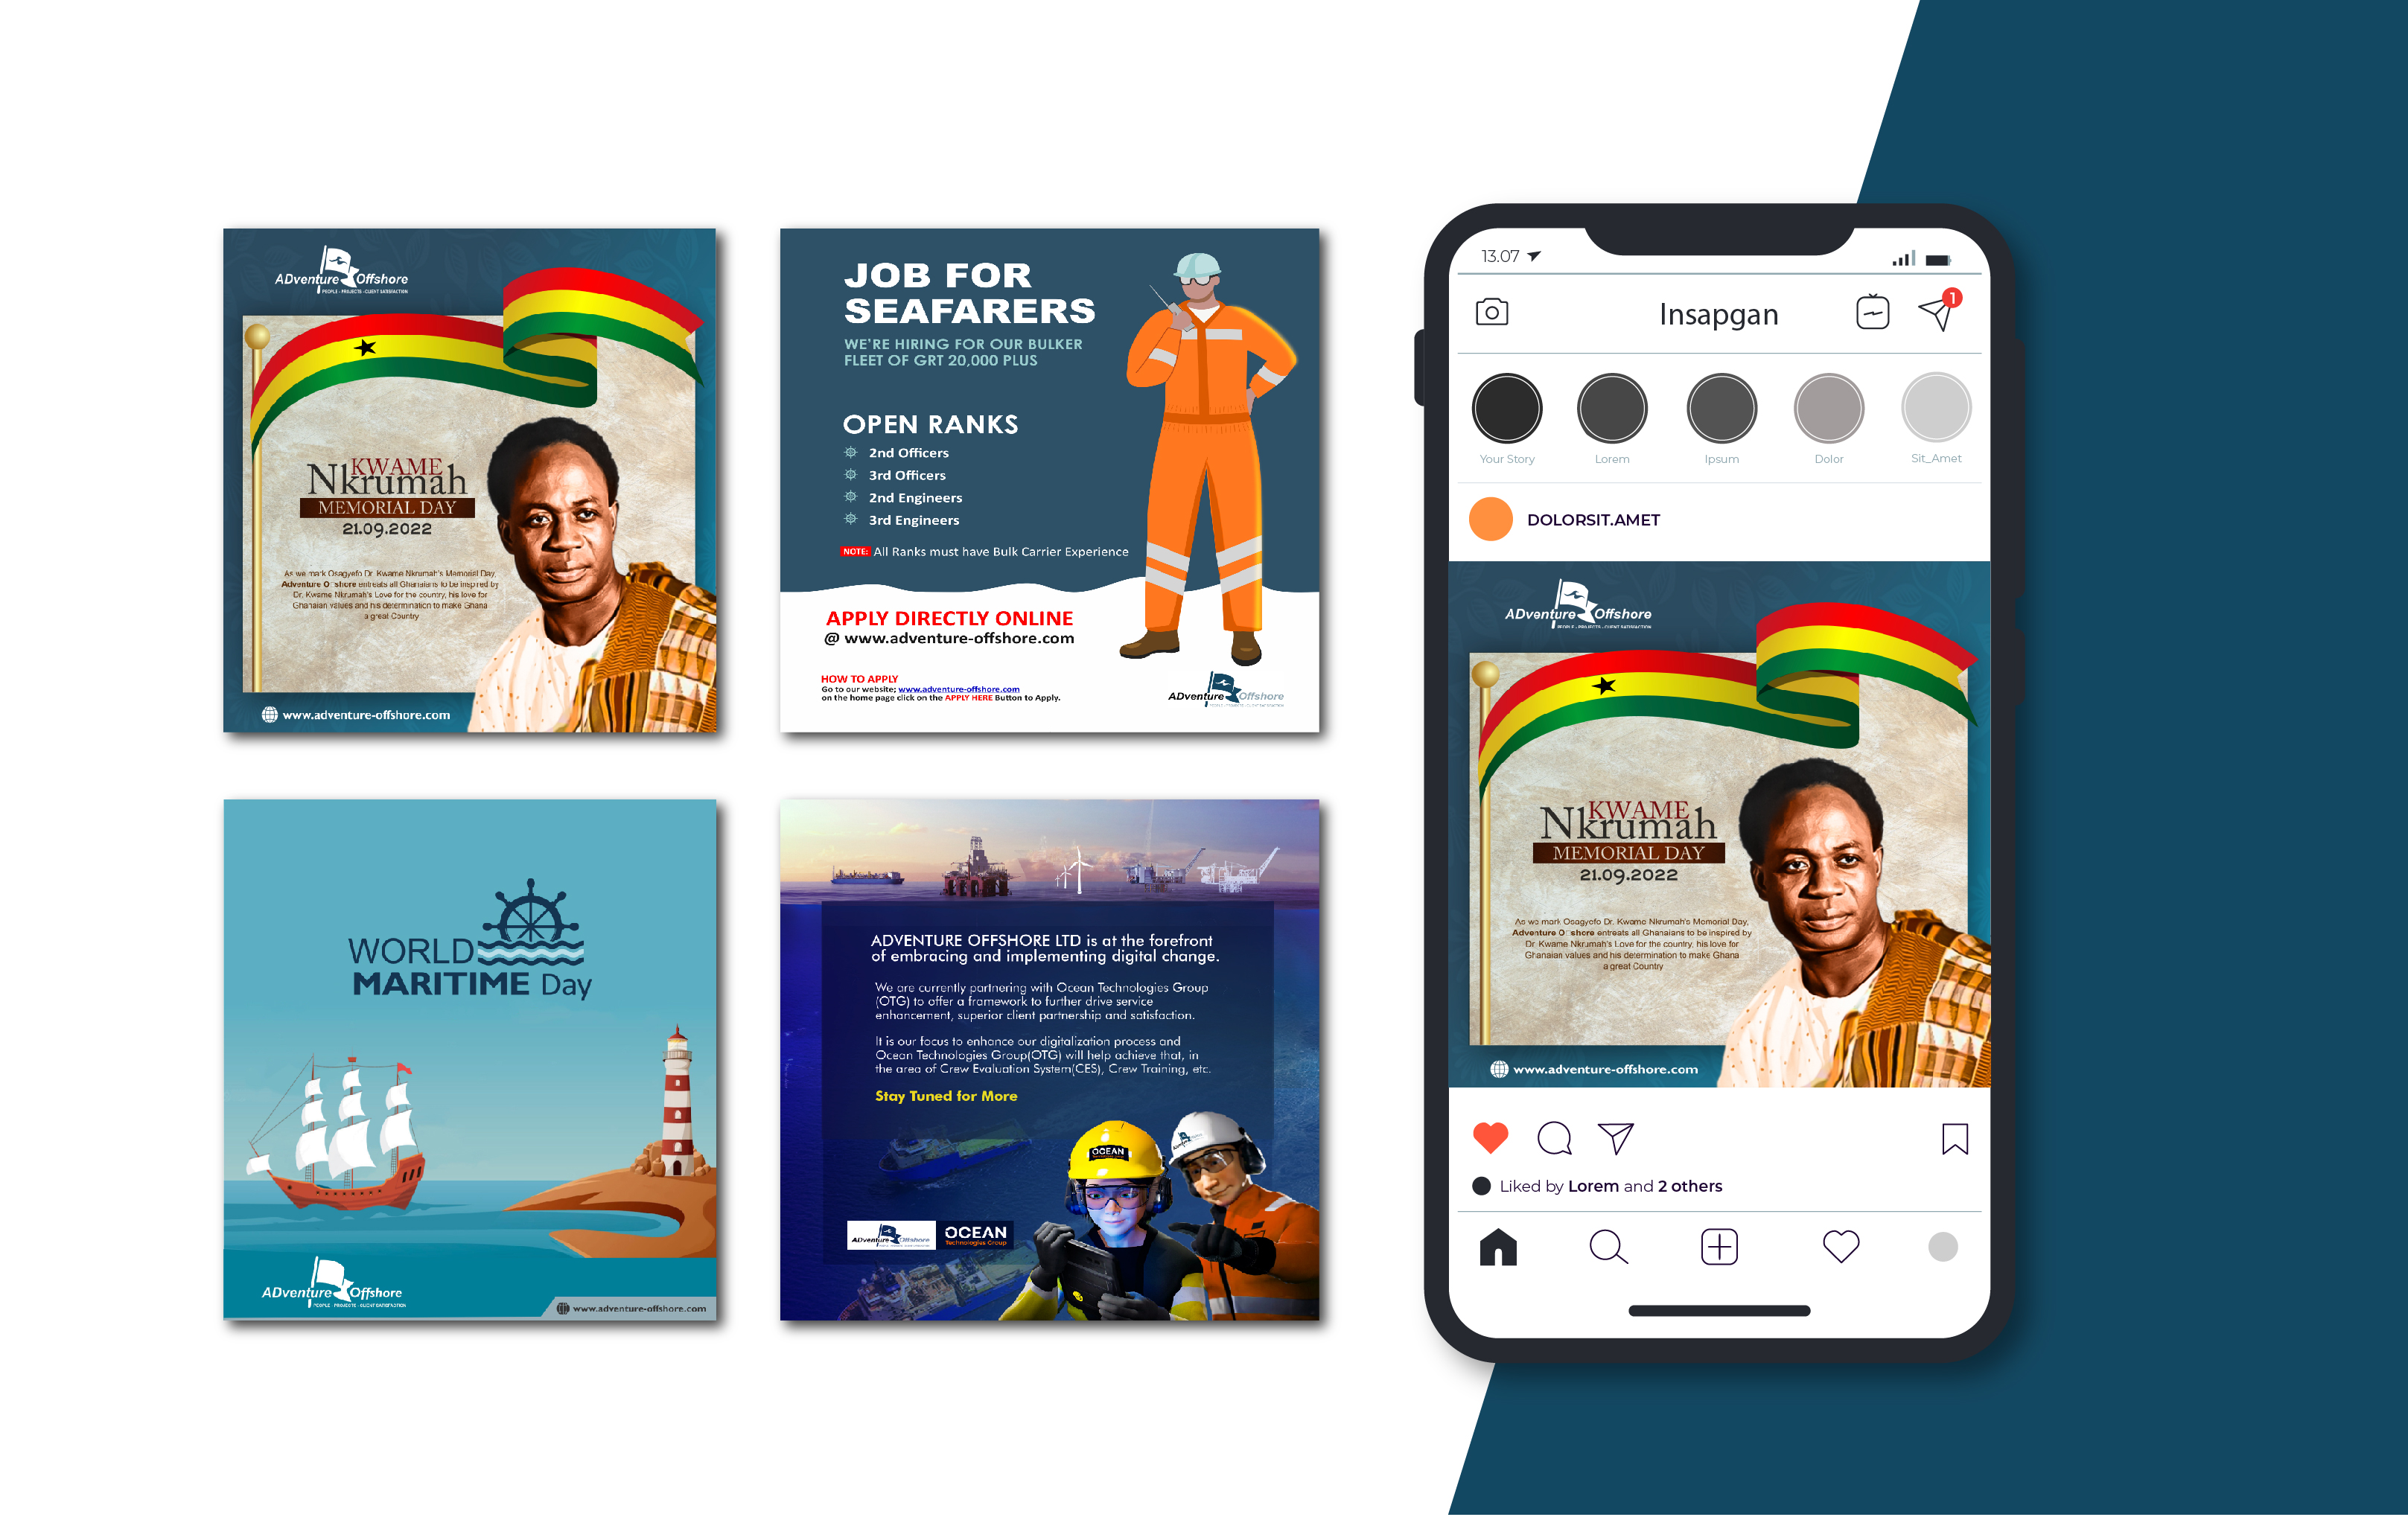 ADventure Offshore
PEOPLE - PROJECTS - CLIENT SATISFACTION
KWAME
Nkrumah
MEMORIAL DAY
21.09.2022
As we mark Osagyefo Dr. Kwame Nkrumah's Memorial Day,
Adventure O shore entreats all Ghanaians to be inspired by
Dr. Kwame Nkrumah's Love for the country, his love for
Ghanaian values and his determination to make Ghana
a great Country
www.adventure-offshore.com
JOB FOR
SEAFARERS
WE'RE HIRING FOR OUR BULKER
FLEET OF GRT 20,000 PLUS
OPEN RANKS
2nd Officers
3rd Officers
2nd Engineers
3rd Engineers
NOTE: All Ranks must have Bulk Carrier Experience
APPLY DIRECTLY ONLINE
@ www.adventure-offshore.com
HOW TO APPLY
Go to our website; www.adventure-offshore.com
on the home page click on the APPLY HERE Button to Apply.
ADventure Offshore
PEOPLE - PROJECTS - CLIENT SATISFACTION
WORLD
MARITIME Day
ADventure Offshore
PEOPLE - PROJECTS - CLIENT SATISFACTION
www.adventure-offshore.com
ADVENTURE OFFSHORE LTD is at the forefront
of embracing and implementing digital change.
We are currently partnering with Ocean Technologies Group
(OTG) to offer a framework to further drive service
enhancement, superior client partnership and satisfaction.
It is our focus to enhance our digitalization process and
Ocean Technologies Group(OTG) will help achieve that, in
the area of Crew Evaluation System(CES), Crew Training, etc.
Stay Tuned for More
OCEAN
ADventure Offshore
OCEAN
Technologies Group
13.07
Insapgan
1
Your Story
Lorem
Ipsum
Dolor
Sit_Amet
DOLORSIT.AMET
ADventure Offshore
PEOPLE - PROJECTS - CLIENT SATISFACTION
KWAME
Nkrumah
MEMORIAL DAY
21.09.2022
As we mark Osagyefo Dr. Kwame Nkrumah's Memorial Day,
Adventure O shore entreats all Ghanaians to be inspired by
Dr. Kwame Nkrumah's Love for the country, his love for
Ghanaian values and his determination to make Ghana
a great Country
www.adventure-offshore.com
Liked by Lorem and 2 others